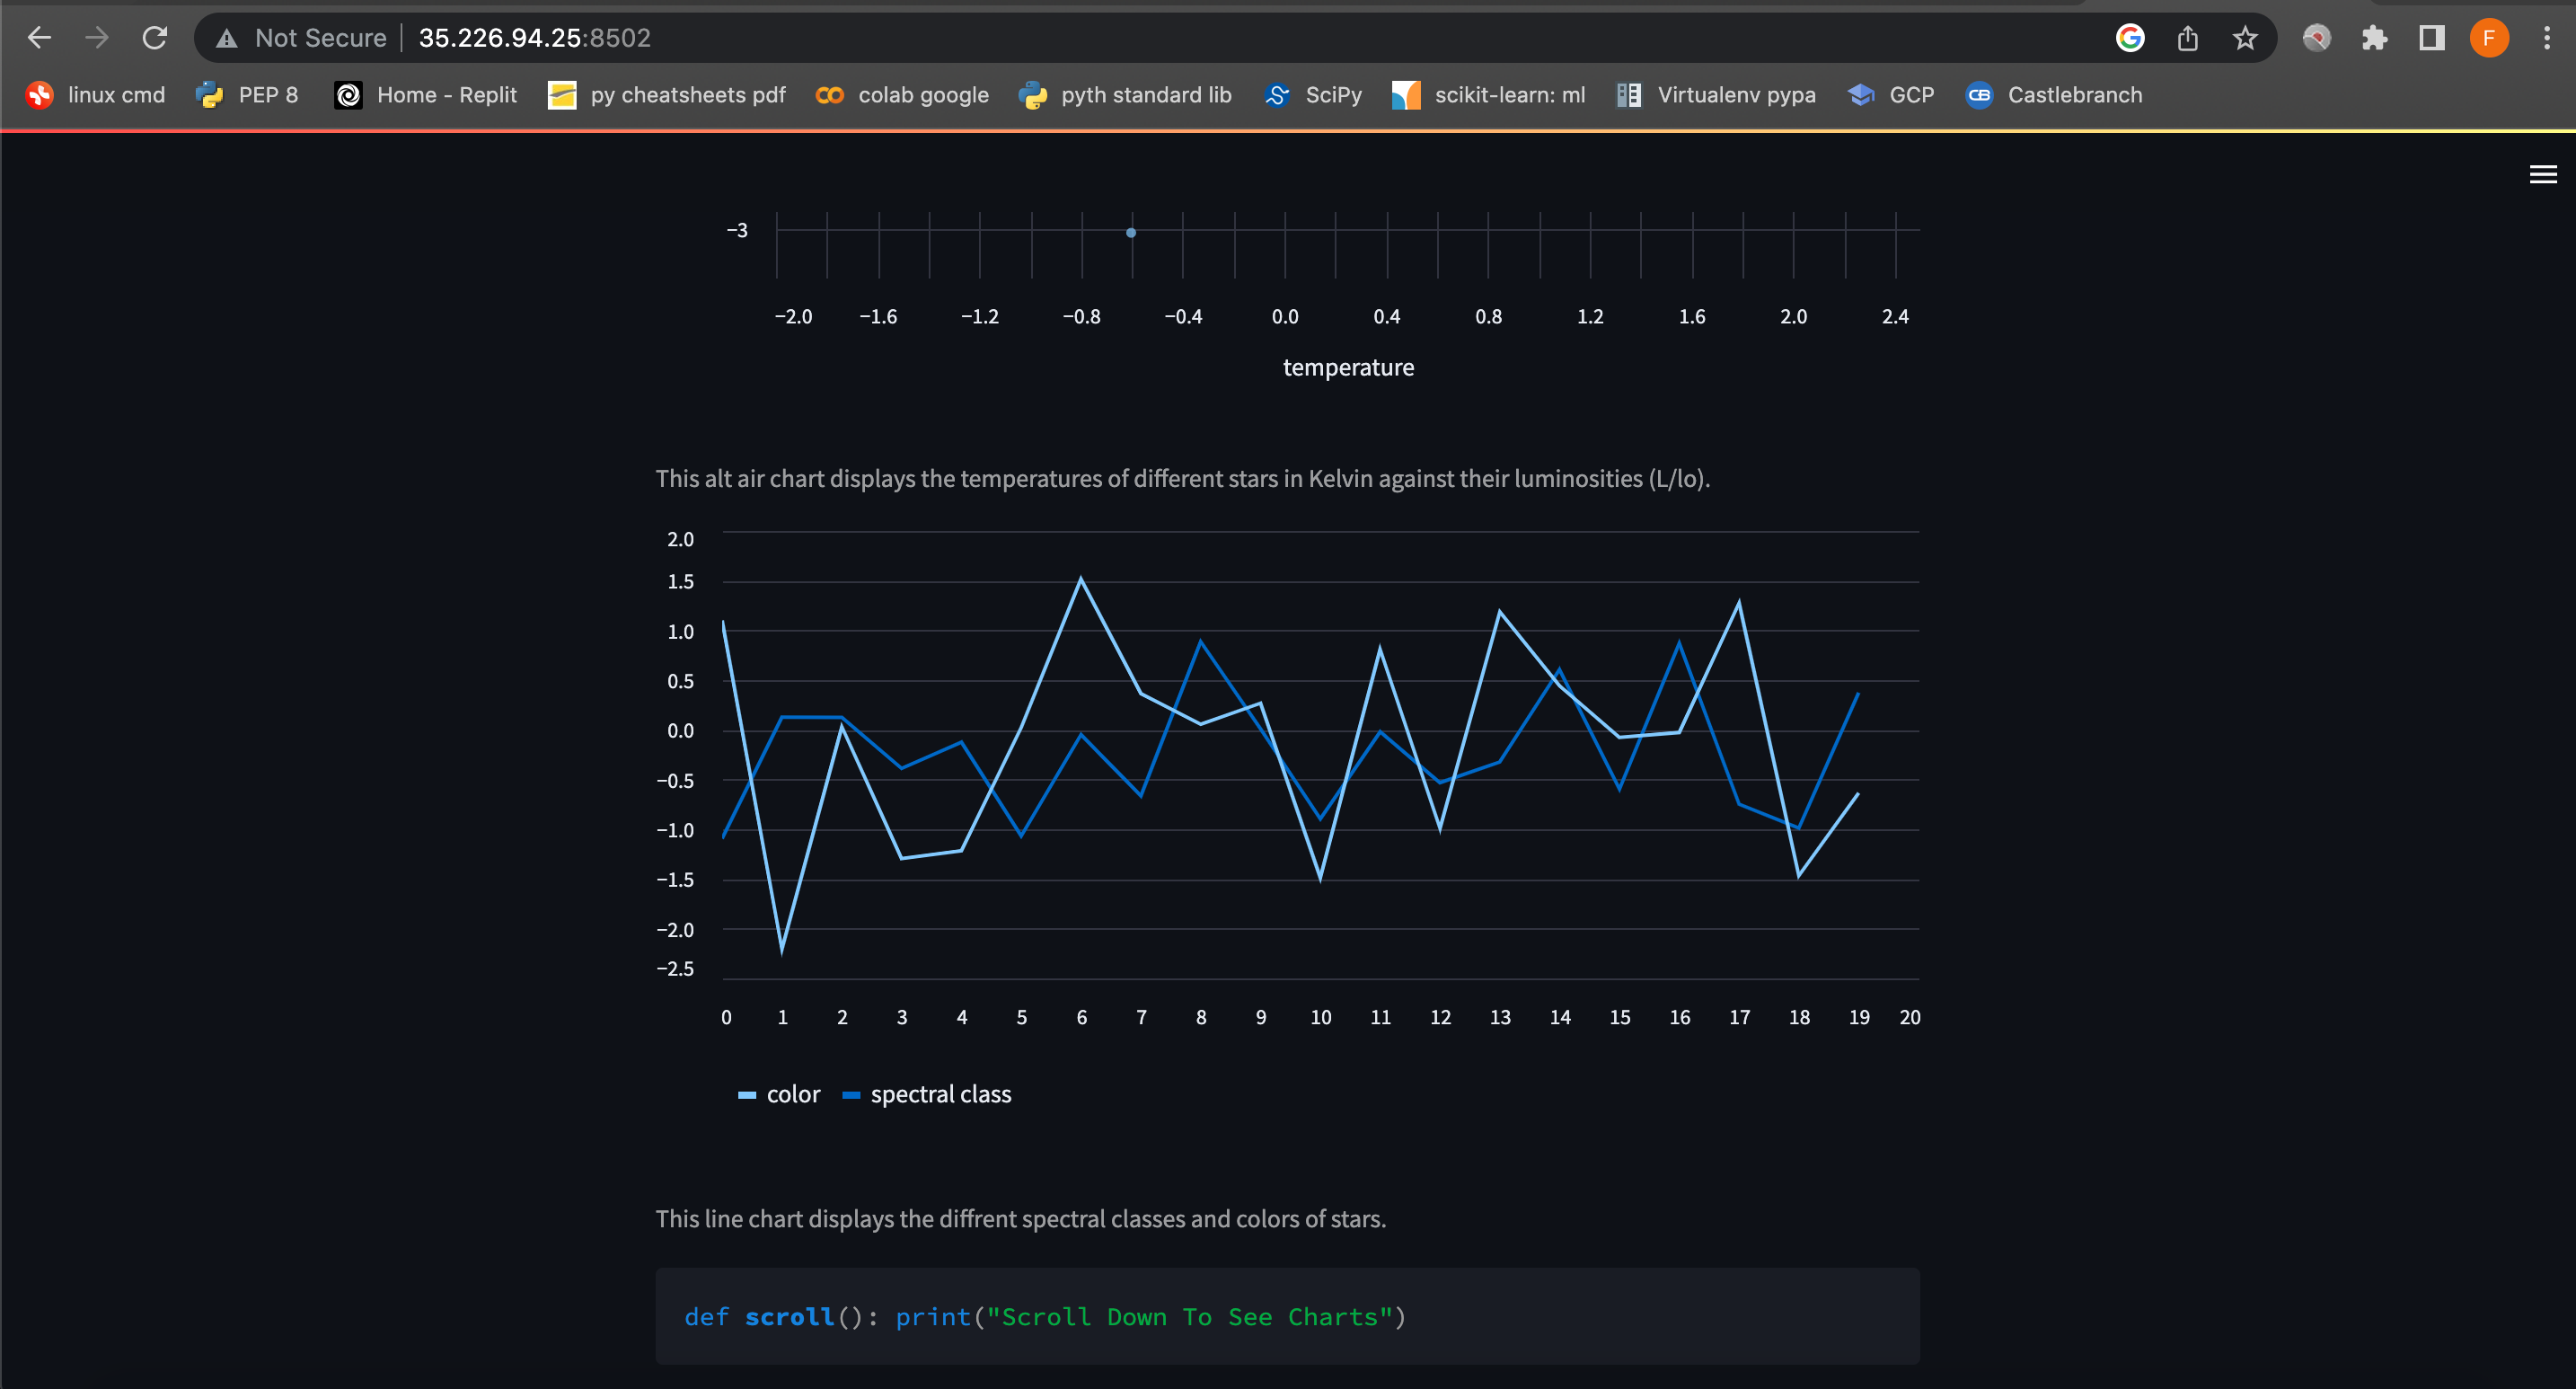 Not Secure 35.226.94.25:8502
F
linux cmd PEP 8 Home - Replit py cheatsheets pdf colab google pyth standard lib SciPy scikit-learn: ml Virtualenv pypa GCP CB Castlebranch
−3
−2.0 −1.6 −1.2 −0.8 −0.4 0.0 0.4 0.8 1.2 1.6 2.0 2.4
temperature
This alt air chart displays the temperatures of different stars in Kelvin against their luminosities (L/lo).
2.0
1.5
1.0
0.5
0.0
−0.5
−1.0
−1.5
−2.0
−2.5
0 1 2 3 4 5 6 7 8 9 10 11 12 13 14 15 16 17 18 19 20
color spectral class
This line chart displays the diffrent spectral classes and colors of stars.
def scroll(): print("Scroll Down To See Charts")